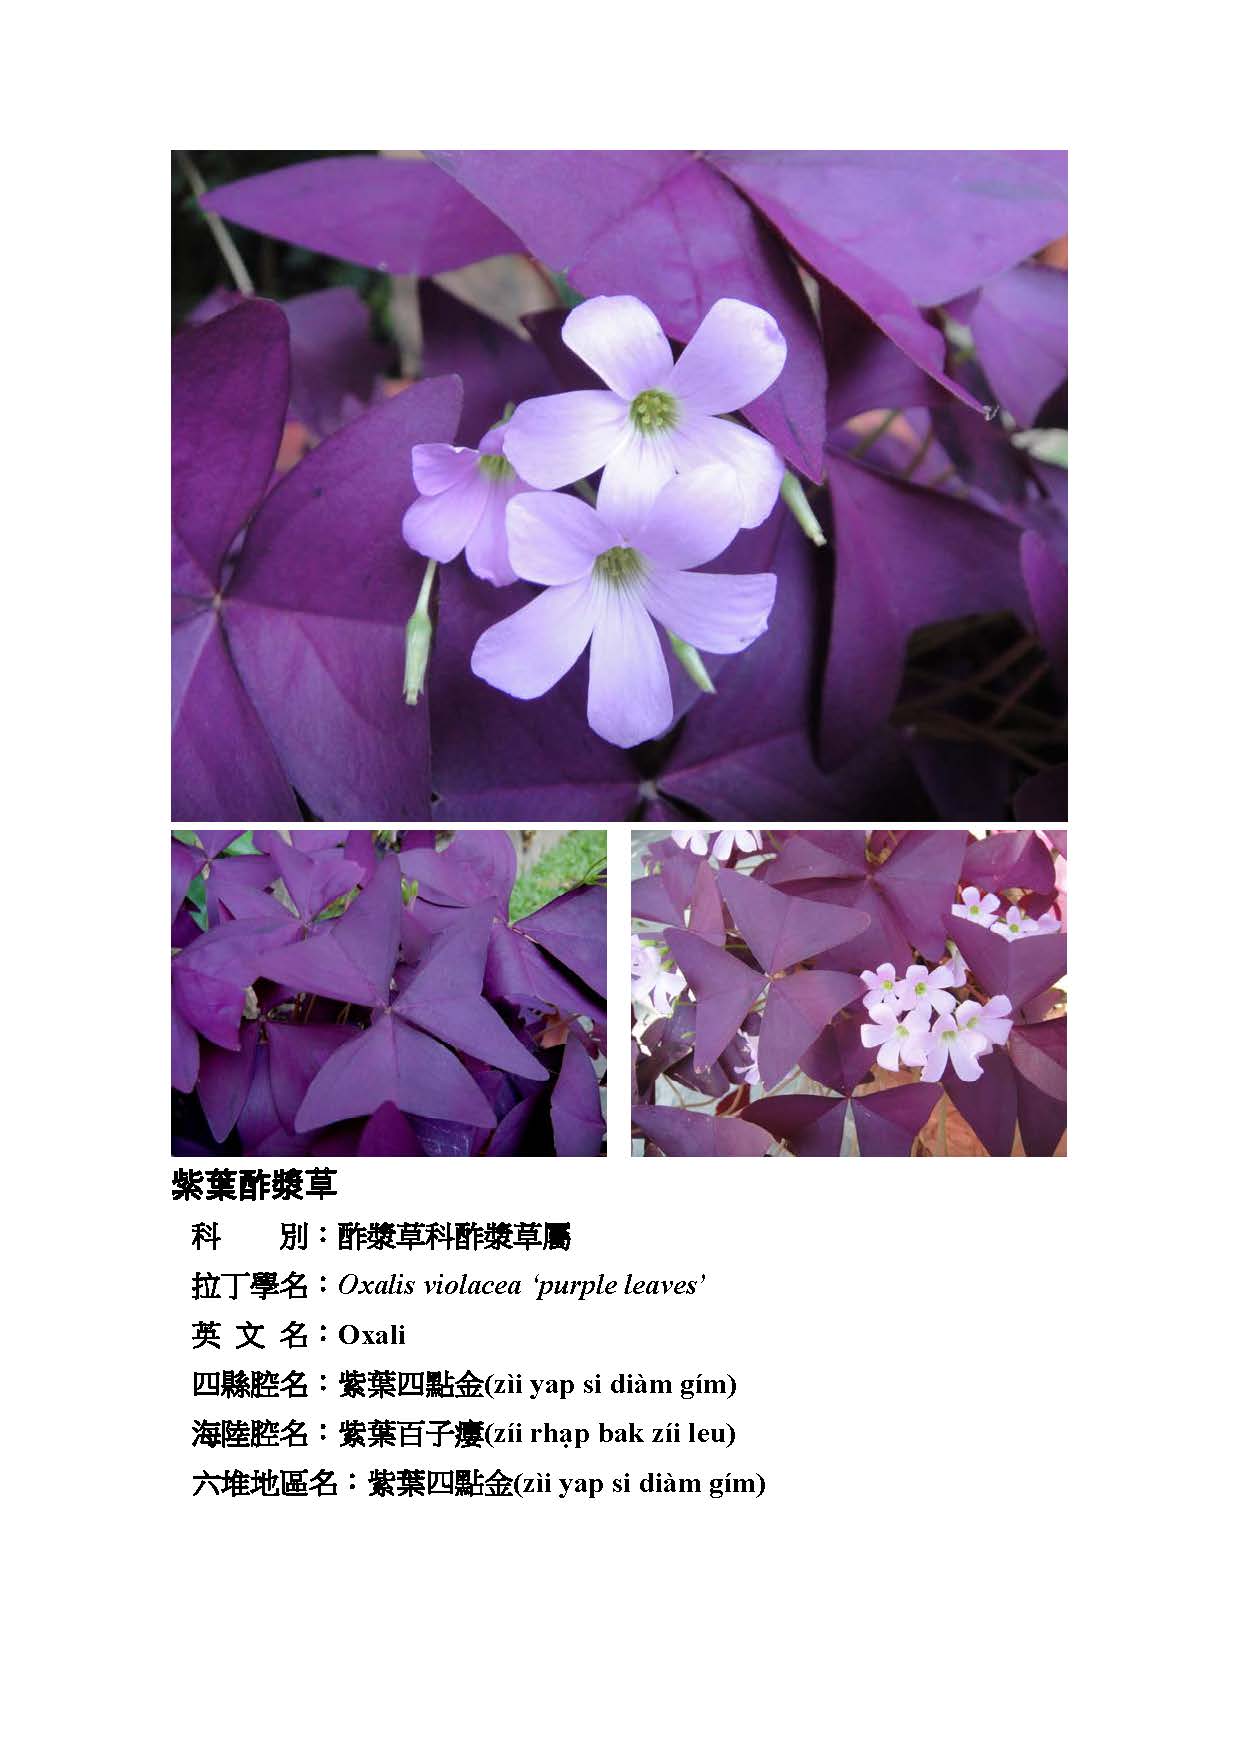 紫葉酢漿草
科　　別：酢漿草科酢漿草屬
拉丁學名：Oxalis violacea ‘purple leaves’
英 文 名：Oxali
四縣腔名：紫葉四點金(zìi yap si diàm gím)
海陸腔名：紫葉百子癭(zíi rhap bak zíi leu)
六堆地區名：紫葉四點金(zìi yap si diàm gím)